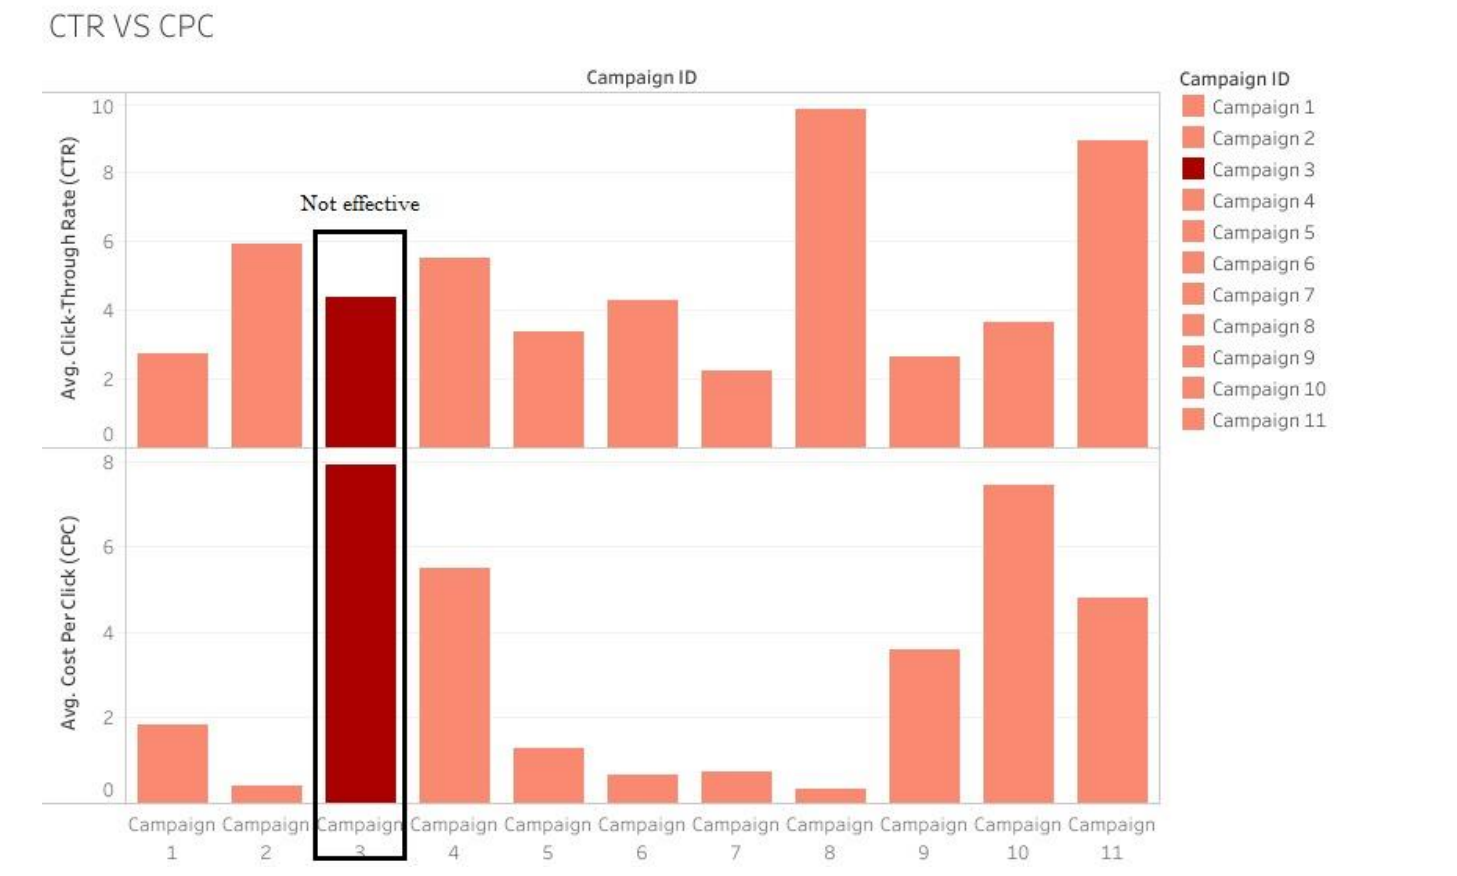 CTR VS CPC
Campaign ID
Campaign ID
Campaign 1
Campaign 2
Campaign 3
Campaign 4
Campaign 5
Campaign 6
Campaign 7
Campaign 8
Campaign 9
Campaign 10
Campaign 11
Avg. Click-Through Rate (CTR)
10
8
6
4
2
0
Not effective
Avg. Cost Per Click (CPC)
8
6
4
2
0
Campaign Campaign Campaign Campaign Campaign Campaign Campaign Campaign Campaign Campaign Campaign
1 2 3 4 5 6 7 8 9 10 11